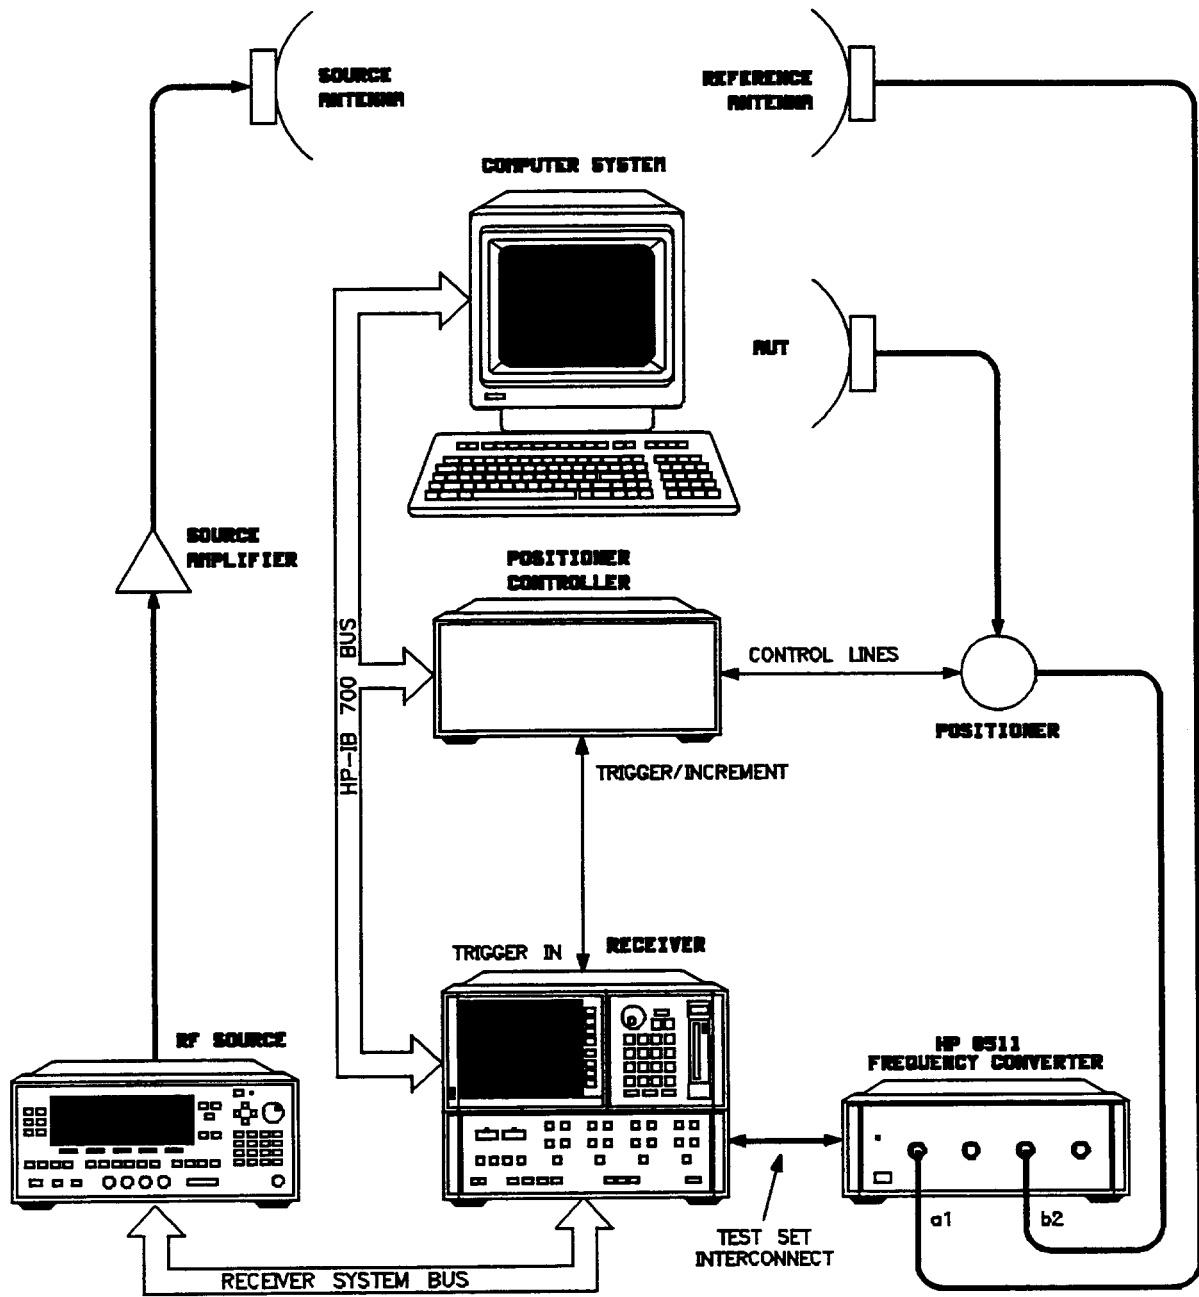 SOURCE
ANTENNA
REFERENCE
ANTENNA
COMPUTER SYSTEM
AUT
SOURCE
AMPLIFIER
POSITIONER
CONTROLLER
HP-IB 700 BUS
CONTROL LINES
POSITIONER
TRIGGER/INCREMENT
TRIGGER IN
RECEIVER
RF SOURCE
HP 8511
FREQUENCY CONVERTER
a1
b2
TEST SET
INTERCONNECT
RECEIVER SYSTEM BUS